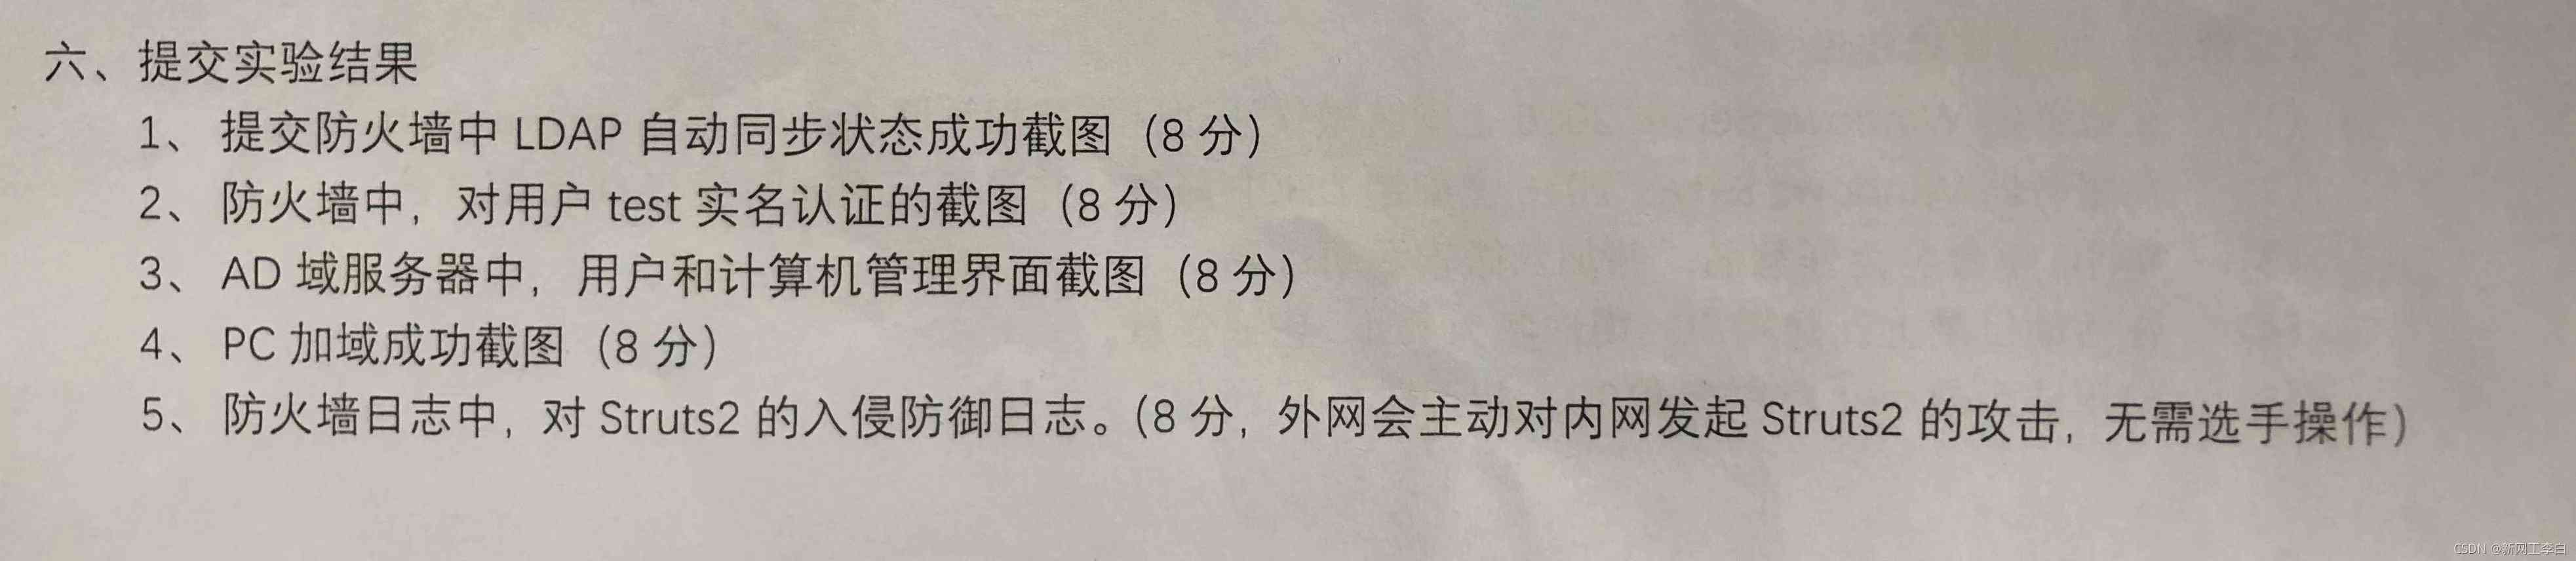 六、提交实验结果
1、 提交防火墙中 LDAP 自动同步状态成功截图（8 分）
2、 防火墙中，对用户 test 实名认证的截图（8 分）
3、 AD 域服务器中，用户和计算机管理界面截图（8 分）
4、 PC 加域成功截图（8 分）
5、 防火墙日志中，对 Struts2 的入侵防御日志。（8 分，外网会主动对内网发起 Struts2 的攻击，无需选手操作）
CSDN @新网工李白